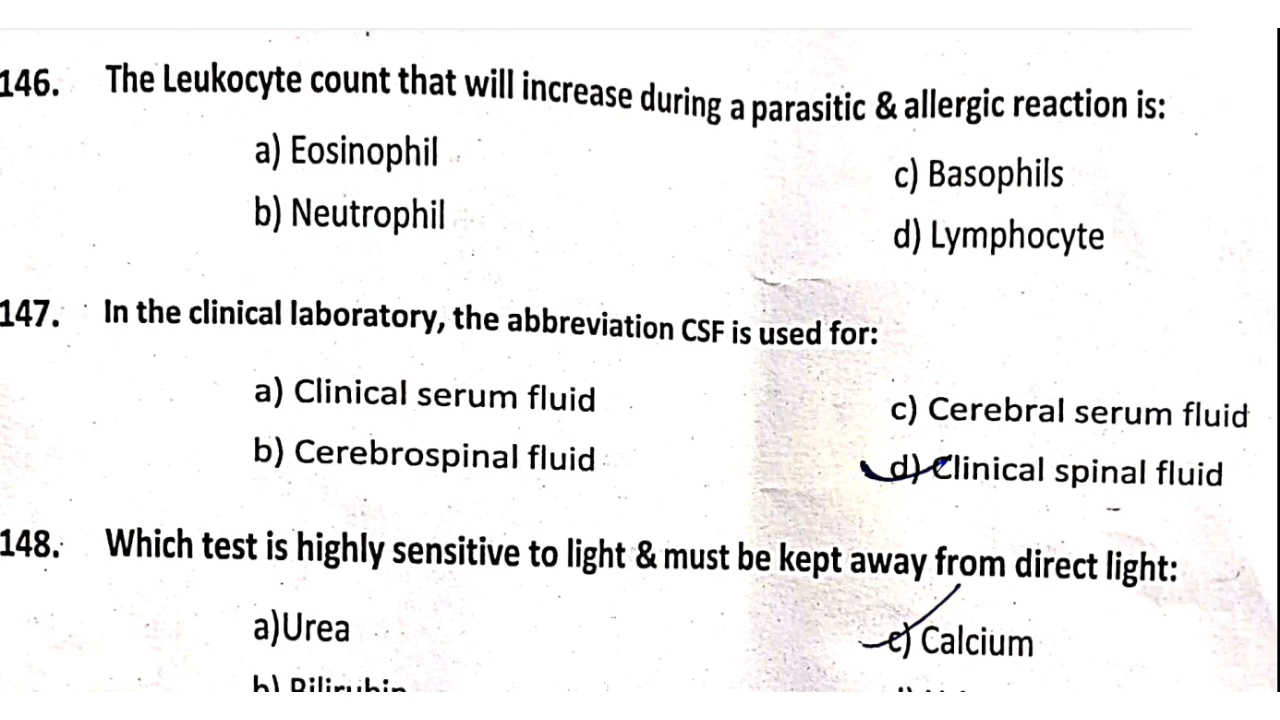 146. The Leukocyte count that will increase during a parasitic & allergic reaction is:
a) Eosinophil
c) Basophils
b) Neutrophil
d) Lymphocyte
147. In the clinical laboratory, the abbreviation CSF is used for:
a) Clinical serum fluid
c) Cerebral serum fluid
b) Cerebrospinal fluid
d) Clinical spinal fluid
148. Which test is highly sensitive to light & must be kept away from direct light:
a)Urea
c) Calcium
b) Bilirubin